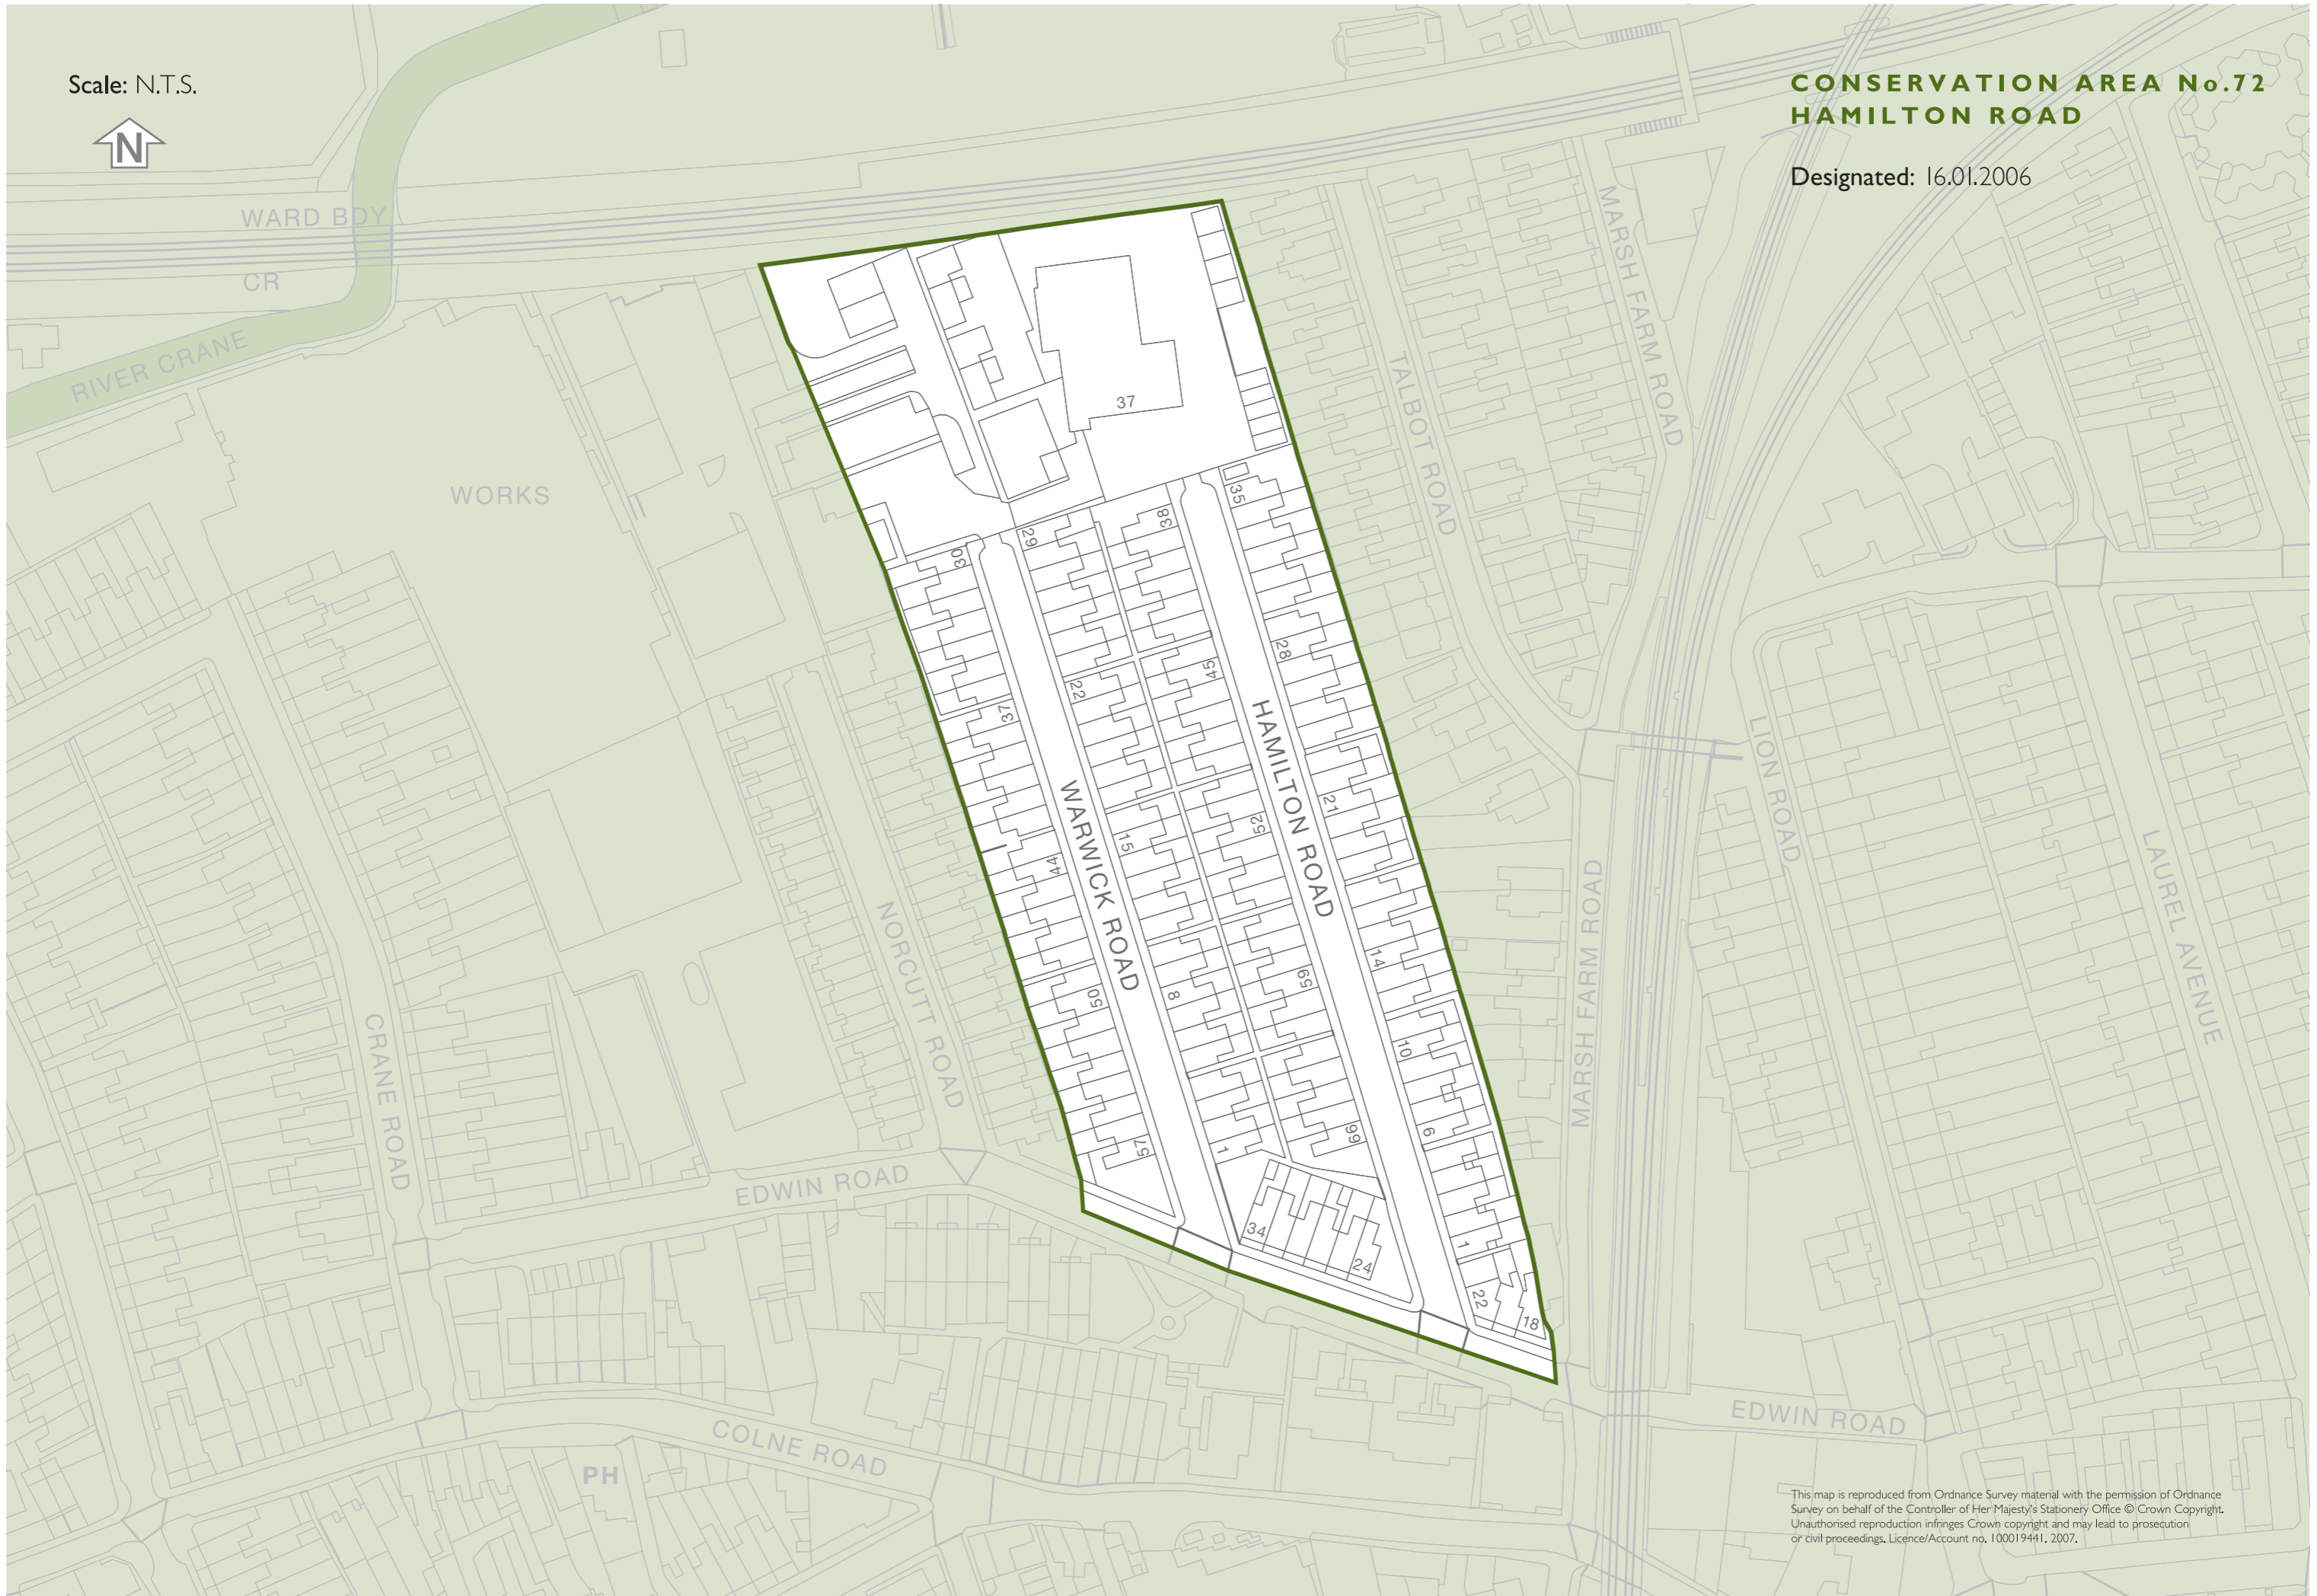 Scale: N.T.S.
N
CONSERVATION AREA No.72
HAMILTON ROAD
Designated: 16.01.2006
WARD BDY
CR
RIVER CRANE
WORKS
MARSH FARM ROAD
TALBOT ROAD
37
35
38
29
30
28
45
22
37
HAMILTON ROAD
WARWICK ROAD
21
52
15
44
14
59
8
50
10
6
66
1
57
34
24
1
22
18
NORCUTT ROAD
CRANE ROAD
MARSH FARM ROAD
LION ROAD
LAUREL AVENUE
EDWIN ROAD
EDWIN ROAD
COLNE ROAD
PH
This map is reproduced from Ordnance Survey material with the permission of Ordnance
Survey on behalf of the Controller of Her Majesty's Stationery Office © Crown Copyright.
Unauthorised reproduction infringes Crown copyright and may lead to prosecution
or civil proceedings. Licence/Account no. 100019441. 2007.